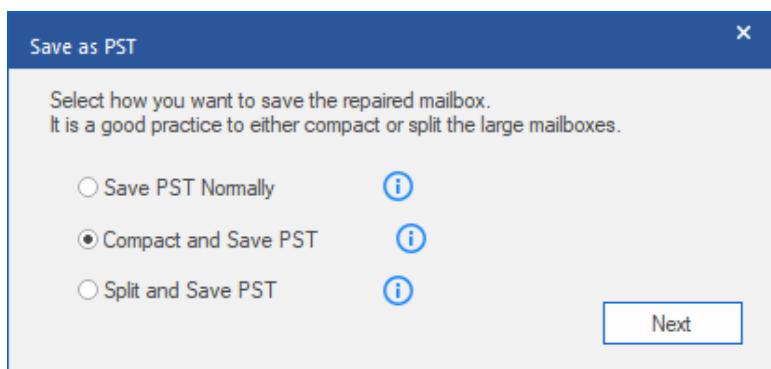 Save as PST
Select how you want to save the repaired mailbox.
It is a good practice to either compact or split the large mailboxes.
Save PST Normally
Compact and Save PST
Split and Save PST
Next